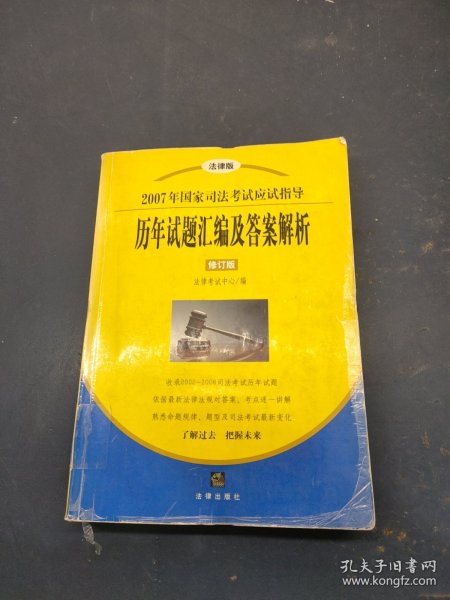 法律版
2007年国家司法考试应试指导
历年试题汇编及答案解析
修订版
法律考试中心/编
收录2002-2006司法考试历年试题
依据最新法律法规对答案、考点逐一讲解
熟悉命题规律、题型及司法考试最新变化
了解过去 把握未来
法律出版社
孔夫子旧书网
www.kongfz.com